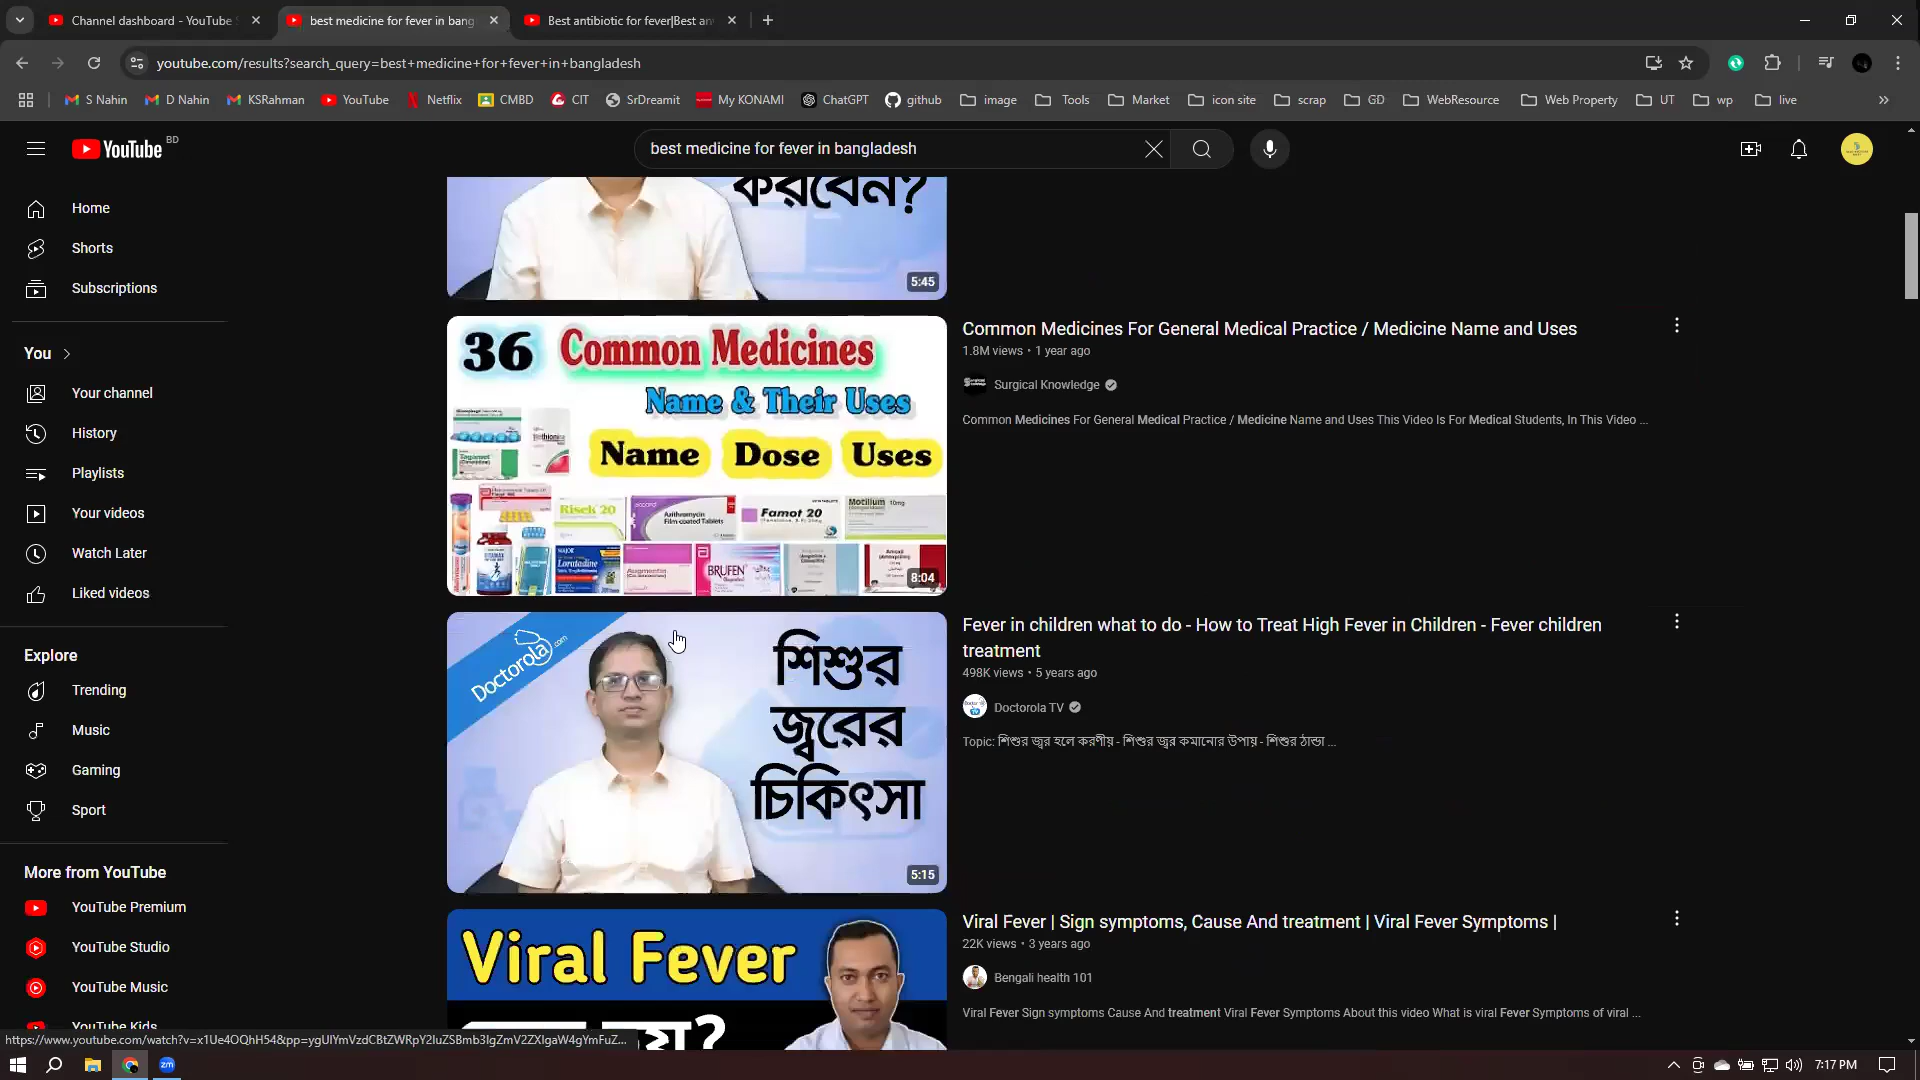 Channel dashboard - YouTube
best medicine for fever in bang
Best antibiotic for fever|Best an
youtube.com/results?search_query=best+medicine+for+fever+in+bangladesh
S Nahin
D Nahin
KSRahman
YouTube
Netflix
CMBD
CIT
SrDreamit
My KONAMI
ChatGPT
github
image
Tools
Market
icon site
scrap
GD
WebResource
Web Property
UT
wp
live
YouTube BD
best medicine for fever in bangladesh
Home
Shorts
Subscriptions
You
Your channel
History
Playlists
Your videos
Watch Later
Liked videos
Explore
Trending
Music
Gaming
Sport
More from YouTube
YouTube Premium
YouTube Studio
YouTube Music
YouTube Kids
করবেন?
5:45
36 Common Medicines
Name & Their Uses
Name Dose Uses
Risek 20
Azithromycin
Film-coated Tablets
Famot 20
Motilium 10mg
Loratadine
Augmentin
BRUFEN
8:04
Common Medicines For General Medical Practice / Medicine Name and Uses
1.8M views • 1 year ago
Surgical Knowledge
Common Medicines For General Medical Practice / Medicine Name and Uses This Video Is For Medical Students, In This Video ...
Doctorola.com
শিশুর
জ্বরের
চিকিৎসা
5:15
Fever in children what to do - How to Treat High Fever in Children - Fever children
treatment
498K views • 5 years ago
Doctorola TV
Topic: শিশুর জ্বর হলে করণীয় - শিশুর জ্বর কমানোর উপায় - শিশুর ঠান্ডা ...
Viral Fever
Viral Fever | Sign symptoms, Cause And treatment | Viral Fever Symptoms |
22K views • 3 years ago
Bengali health 101
Viral Fever Sign symptoms Cause And treatment Viral Fever Symptoms About this video What is viral Fever Symptoms of viral ...
7:17 PM